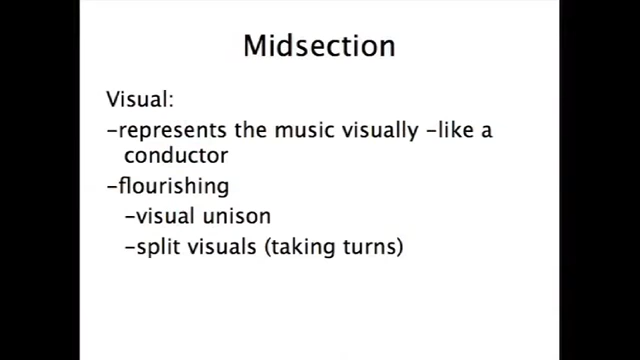 Midsection
Visual:
-represents the music visually -like a
conductor
-flourishing
-visual unison
-split visuals (taking turns)